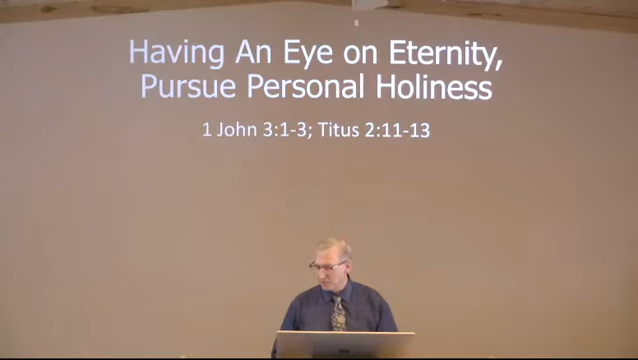 Having An Eye on Eternity,
Pursue Personal Holiness
1 John 3:1-3; Titus 2:11-13